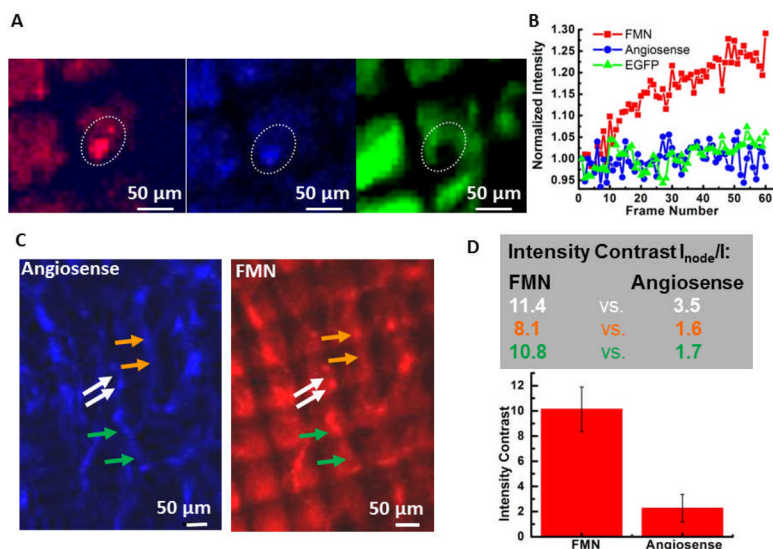 A
50 µm
50 µm
50 µm
B
Normalized Intensity
1.30
1.25
1.20
1.15
1.10
1.05
1.00
0.95
FMN
Angiosense
EGFP
0 10 20 30 40 50 60
Frame Number
C
Angiosense
50 µm
FMN
50 µm
D
Intensity Contrast Inode/I:
FMN Angiosense
11.4 vs. 3.5
8.1 vs. 1.6
10.8 vs. 1.7
Intensity Contrast
12
10
8
6
4
2
0
FMN Angiosense